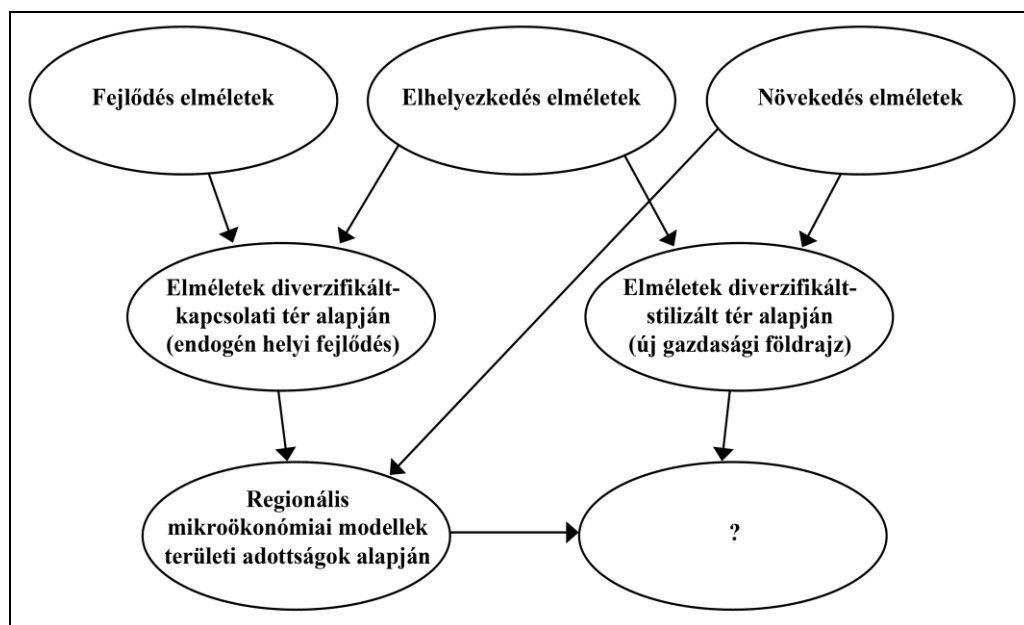 Fejlődés elméletek
Elhelyezkedés elméletek
Növekedés elméletek
Elméletek diverzifikált-
kapcsolati tér alapján
(endogén helyi fejlődés)
Elméletek diverzifikált-
stilizált tér alapján
(új gazdasági földrajz)
Regionális
mikroökonómiai modellek
területi adottságok alapján
?